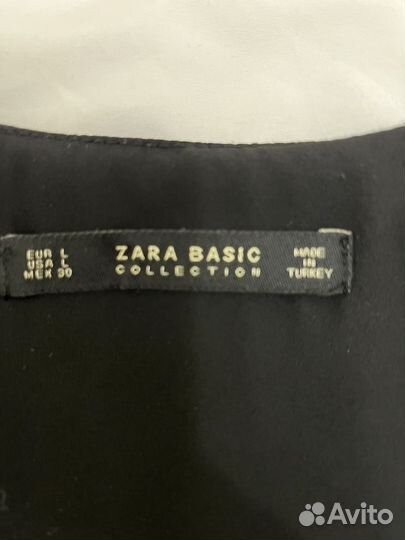 EUR L
USA L
MEX 30
ZARA BASIC
COLLECTION
MADE
IN
TURKEY
Avito